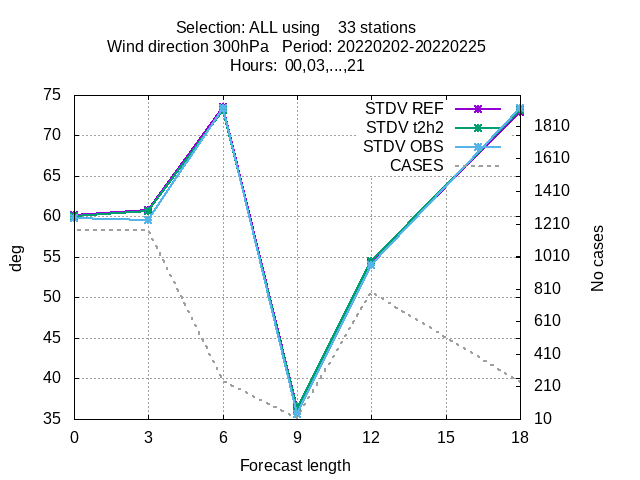 Selection: ALL using    33 stations
Wind direction 300hPa   Period: 20220202-20220225
Hours:  00,03,...,21
STDV REF
STDV t2h2
STDV OBS
CASES
75
70
65
60
55
50
45
40
35
deg
1810
1610
1410
1210
1010
810
610
410
210
10
No cases
0 3 6 9 12 15 18
Forecast length